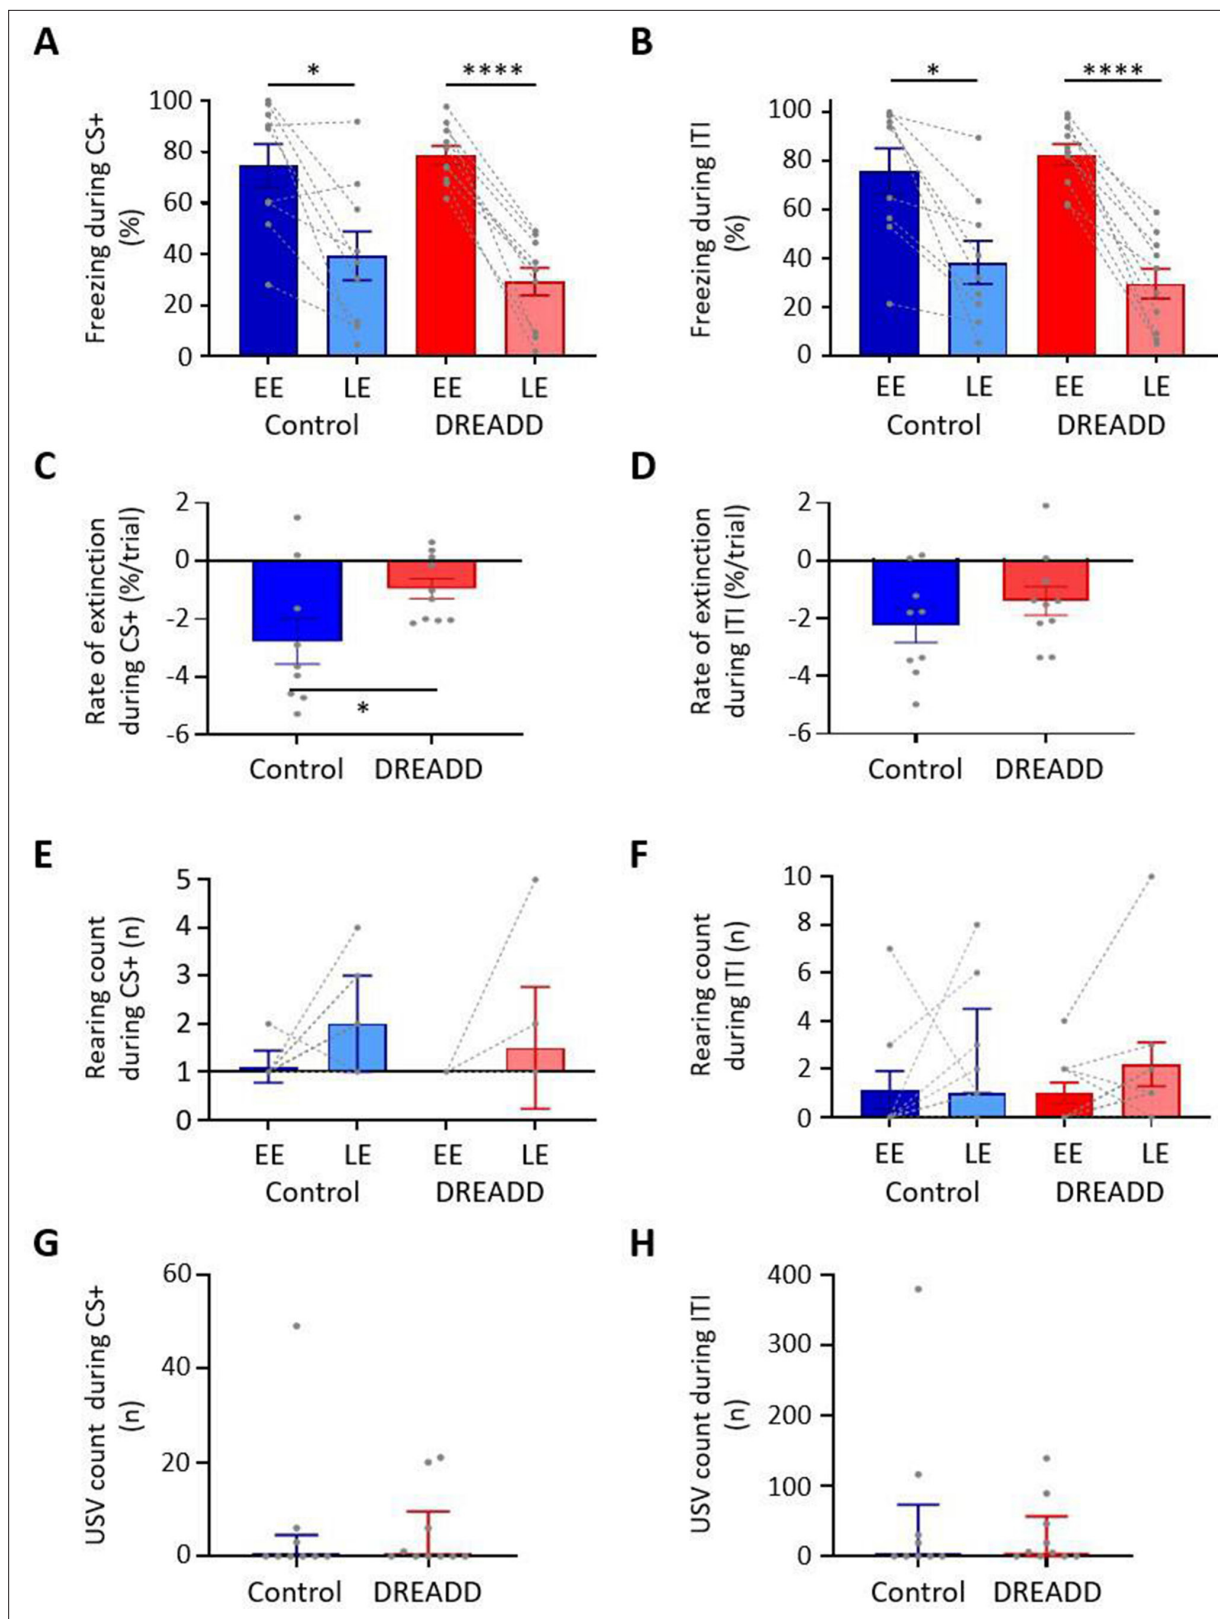 A
B
*
****
*
****
Freezing during CS+
(%)
100
80
60
40
20
0
EE
LE
EE
LE
Control
DREADD
Freezing during ITI
(%)
100
80
60
40
20
0
EE
LE
EE
LE
Control
DREADD
C
D
Rate of extinction
during CS+ (%/trial)
2
0
-2
-4
-6
*
Control
DREADD
Rate of extinction
during ITI (%/trial)
2
0
-2
-4
-6
Control
DREADD
E
F
Rearing count
during CS+ (n)
5
4
3
2
1
0
EE
LE
EE
LE
Control
DREADD
Rearing count
during ITI (n)
10
8
6
4
2
0
EE
LE
EE
LE
Control
DREADD
G
H
USV count during CS+
(n)
60
40
20
0
Control
DREADD
USV count during ITI
(n)
400
300
200
100
0
Control
DREADD